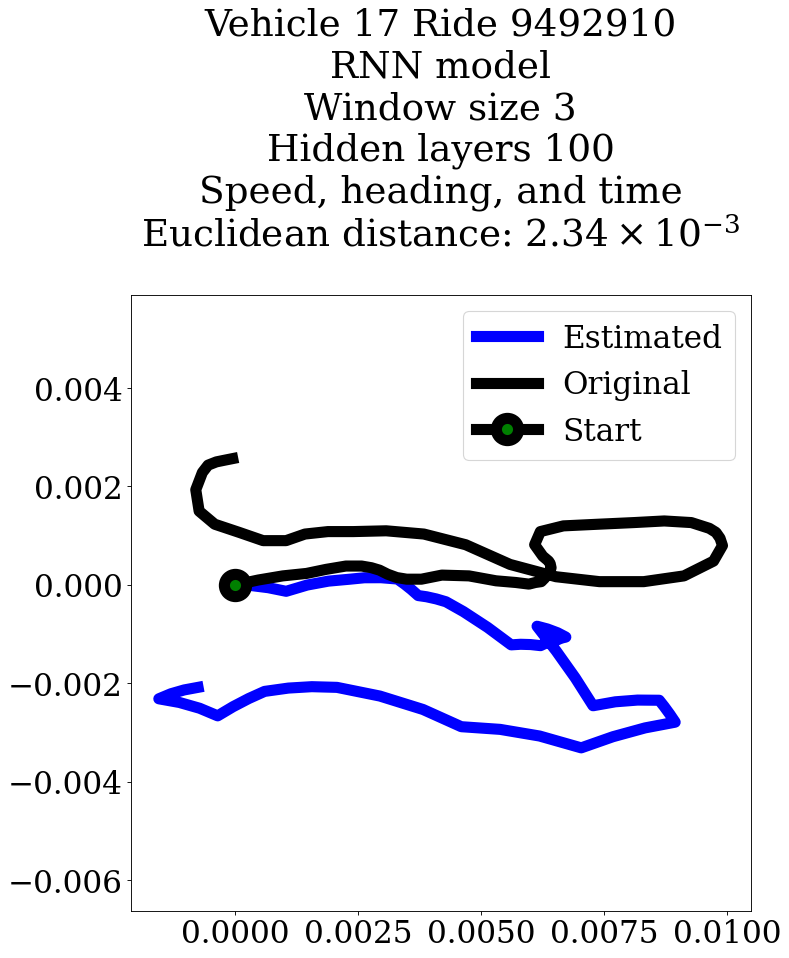 Vehicle 17 Ride 9492910
RNN model
Window size 3
Hidden layers 100
Speed, heading, and time
Euclidean distance: 2.34 × 10⁻³
Estimated
Original
Start
0.004
0.002
0.000
−0.002
−0.004
−0.006
0.0000 0.0025 0.0050 0.0075 0.0100